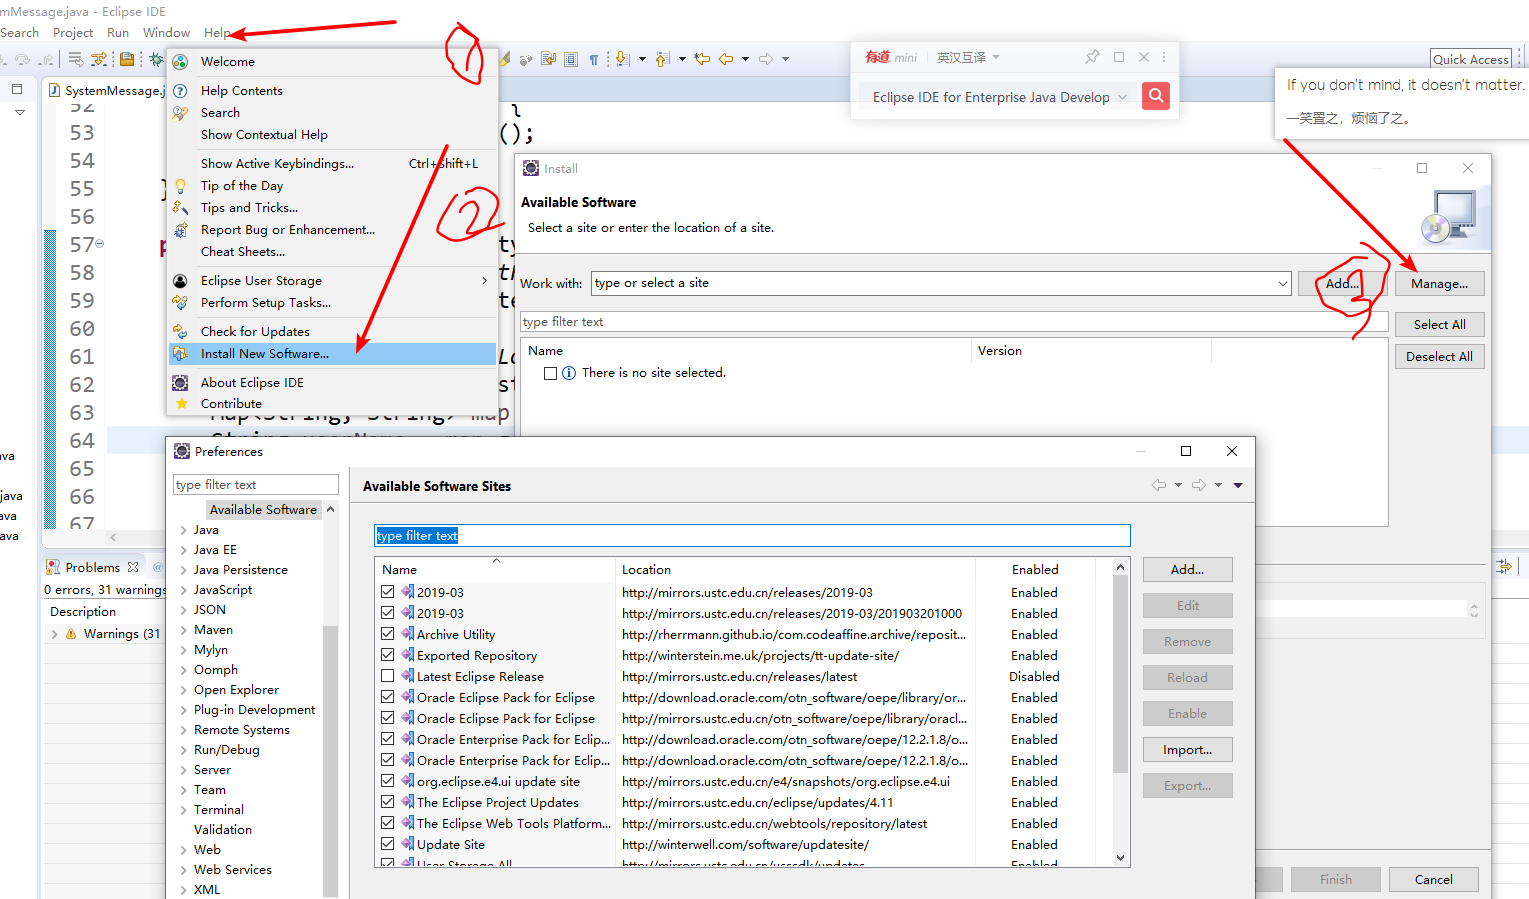 mMessage.java - Eclipse IDE
Search Project Run Window Help
Quick Access
SystemMessage.j
52
53
54
55
56
57
58
59
60
61
62
63
64
65
66
67
}
();
Welcome
Help Contents
Search
Show Contextual Help
Show Active Keybindings... Ctrl+Shift+L
Tip of the Day
Tips and Tricks...
Report Bug or Enhancement...
Cheat Sheets...
Eclipse User Storage
Perform Setup Tasks...
Check for Updates
Install New Software...
About Eclipse IDE
Contribute
1
2
3
有道 mini 英汉互译
Eclipse IDE for Enterprise Java Develop
If you don't mind, it doesn't matter.
一笑置之，烦恼了之。
Install
Available Software
Select a site or enter the location of a site.
Work with: type or select a site Add... Manage...
type filter text
Select All
Deselect All
Name Version
There is no site selected.
Finish Cancel
ava
java
ava
ava
Problems
0 errors, 31 warnings
Description
Warnings (31
Preferences
type filter text
Available Software
Java
Java EE
Java Persistence
JavaScript
JSON
Maven
Mylyn
Oomph
Open Explorer
Plug-in Development
Remote Systems
Run/Debug
Server
Team
Terminal
Validation
Web
Web Services
XML
Available Software Sites
type filter text
Name Location Enabled
2019-03 http://mirrors.ustc.edu.cn/releases/2019-03 Enabled
2019-03 http://mirrors.ustc.edu.cn/releases/2019-03/201903201000 Enabled
Archive Utility http://rherrmann.github.io/com.codeaffine.archive/reposit... Enabled
Exported Repository http://winterstein.me.uk/projects/tt-update-site/ Enabled
Latest Eclipse Release http://mirrors.ustc.edu.cn/releases/latest Disabled
Oracle Eclipse Pack for Eclipse http://download.oracle.com/otn_software/oepe/library/or... Enabled
Oracle Eclipse Pack for Eclipse http://mirrors.ustc.edu.cn/otn_software/oepe/library/oracl... Enabled
Oracle Enterprise Pack for Eclip... http://download.oracle.com/otn_software/oepe/12.2.1.8/o... Enabled
Oracle Enterprise Pack for Eclip... http://mirrors.ustc.edu.cn/otn_software/oepe/12.2.1.8/o... Enabled
org.eclipse.e4.ui update site http://mirrors.ustc.edu.cn/e4/snapshots/org.eclipse.e4.ui Enabled
The Eclipse Project Updates http://mirrors.ustc.edu.cn/eclipse/updates/4.11 Enabled
The Eclipse Web Tools Platform... http://mirrors.ustc.edu.cn/webtools/repository/latest Enabled
Update Site http://winterwell.com/software/updatesite/ Enabled
User Storage All http://mirrors.ustc.edu.cn/usssdk/updates Enabled
Add...
Edit
Remove
Reload
Enable
Import...
Export...